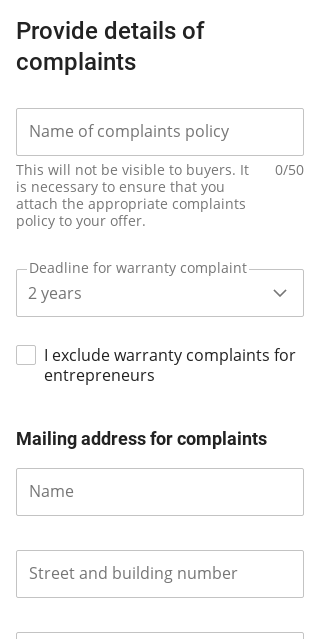 Provide details of
complaints
Name of complaints policy
This will not be visible to buyers. It 0/50
is necessary to ensure that you
attach the appropriate complaints
policy to your offer.
Deadline for warranty complaint
2 years
I exclude warranty complaints for
entrepreneurs
Mailing address for complaints
Name
Street and building number